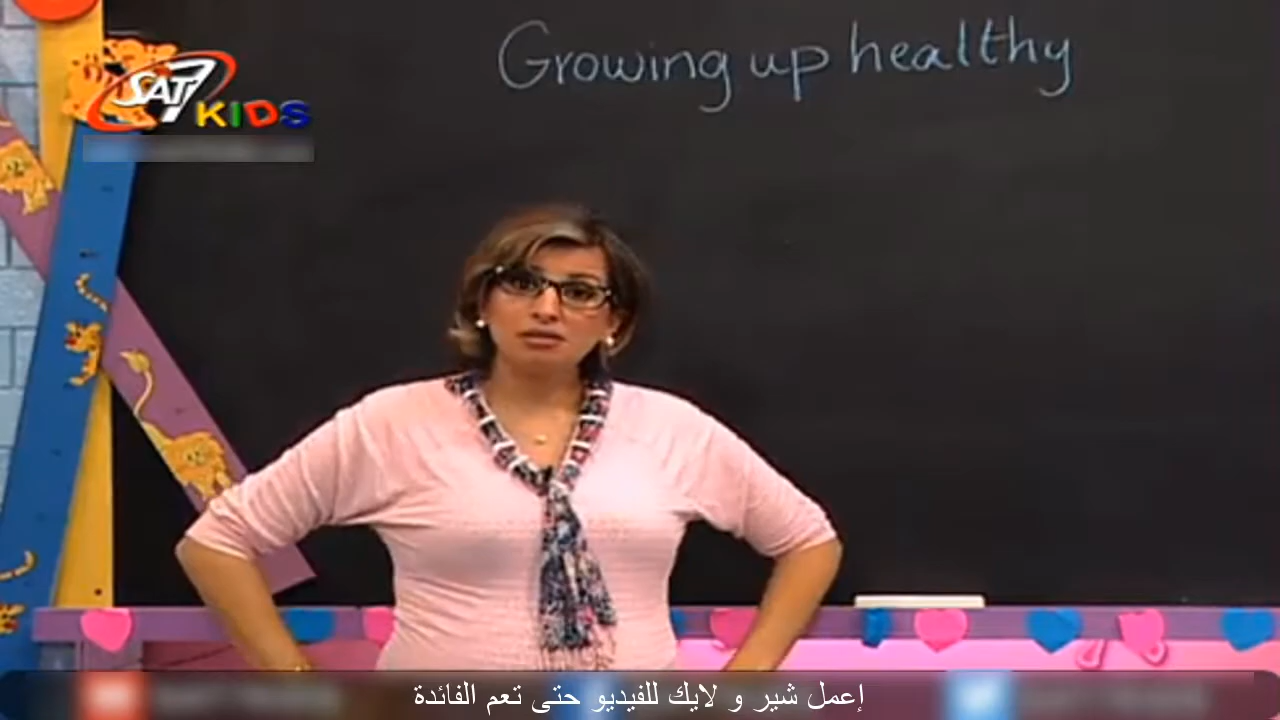 Growing up healthy
SAT7
KIDS
إعمل شير و لايك للفيديو حتى تعم الفائدة